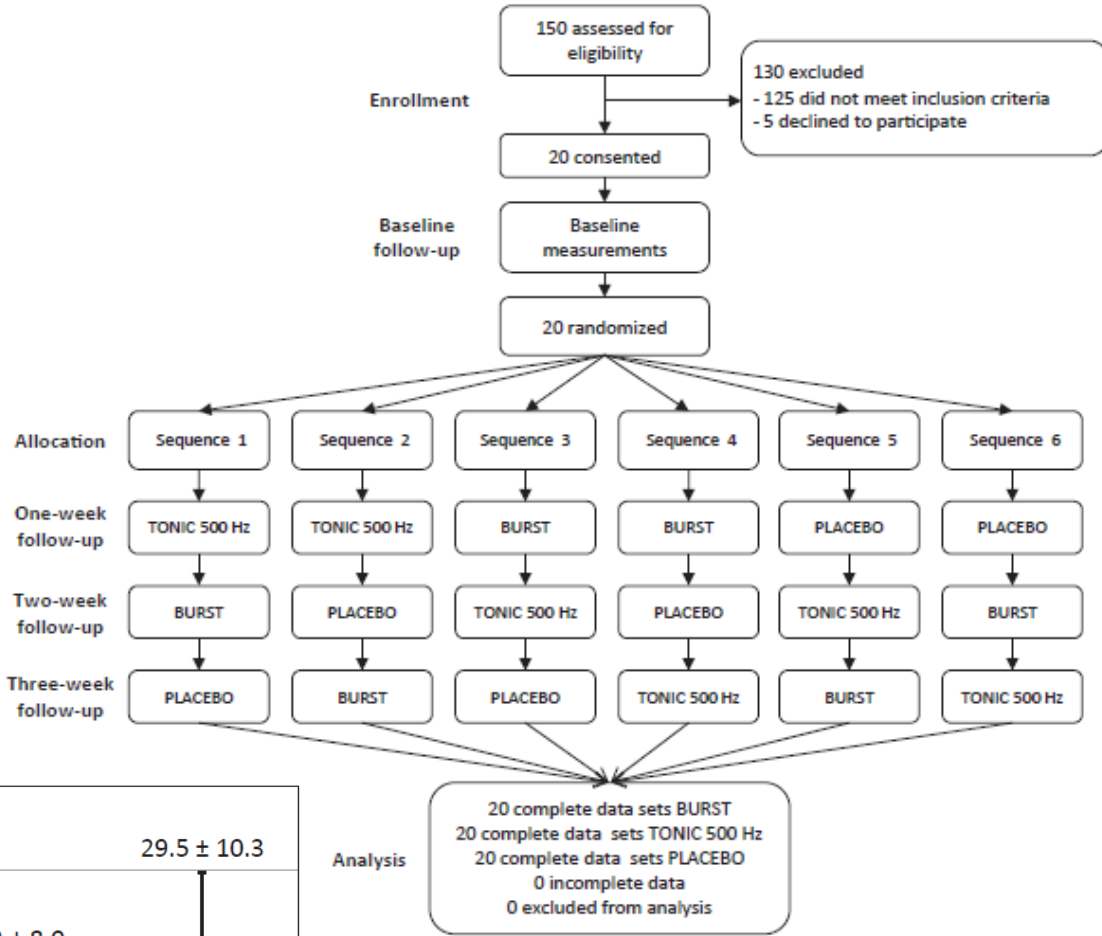 150 assessed for
eligibility
130 excluded
- 125 did not meet inclusion criteria
- 5 declined to participate
Enrollment
20 consented
Baseline
follow-up
Baseline
measurements
20 randomized
Allocation
Sequence 1
Sequence 2
Sequence 3
Sequence 4
Sequence 5
Sequence 6
One-week
follow-up
TONIC 500 Hz
TONIC 500 Hz
BURST
BURST
PLACEBO
PLACEBO
Two-week
follow-up
BURST
PLACEBO
TONIC 500 Hz
PLACEBO
TONIC 500 Hz
BURST
Three-week
follow-up
PLACEBO
BURST
PLACEBO
TONIC 500 Hz
BURST
TONIC 500 Hz
29.5 ± 10.3
Analysis
20 complete data sets BURST
20 complete data sets TONIC 500 Hz
20 complete data sets PLACEBO
0 incomplete data
0 excluded from analysis